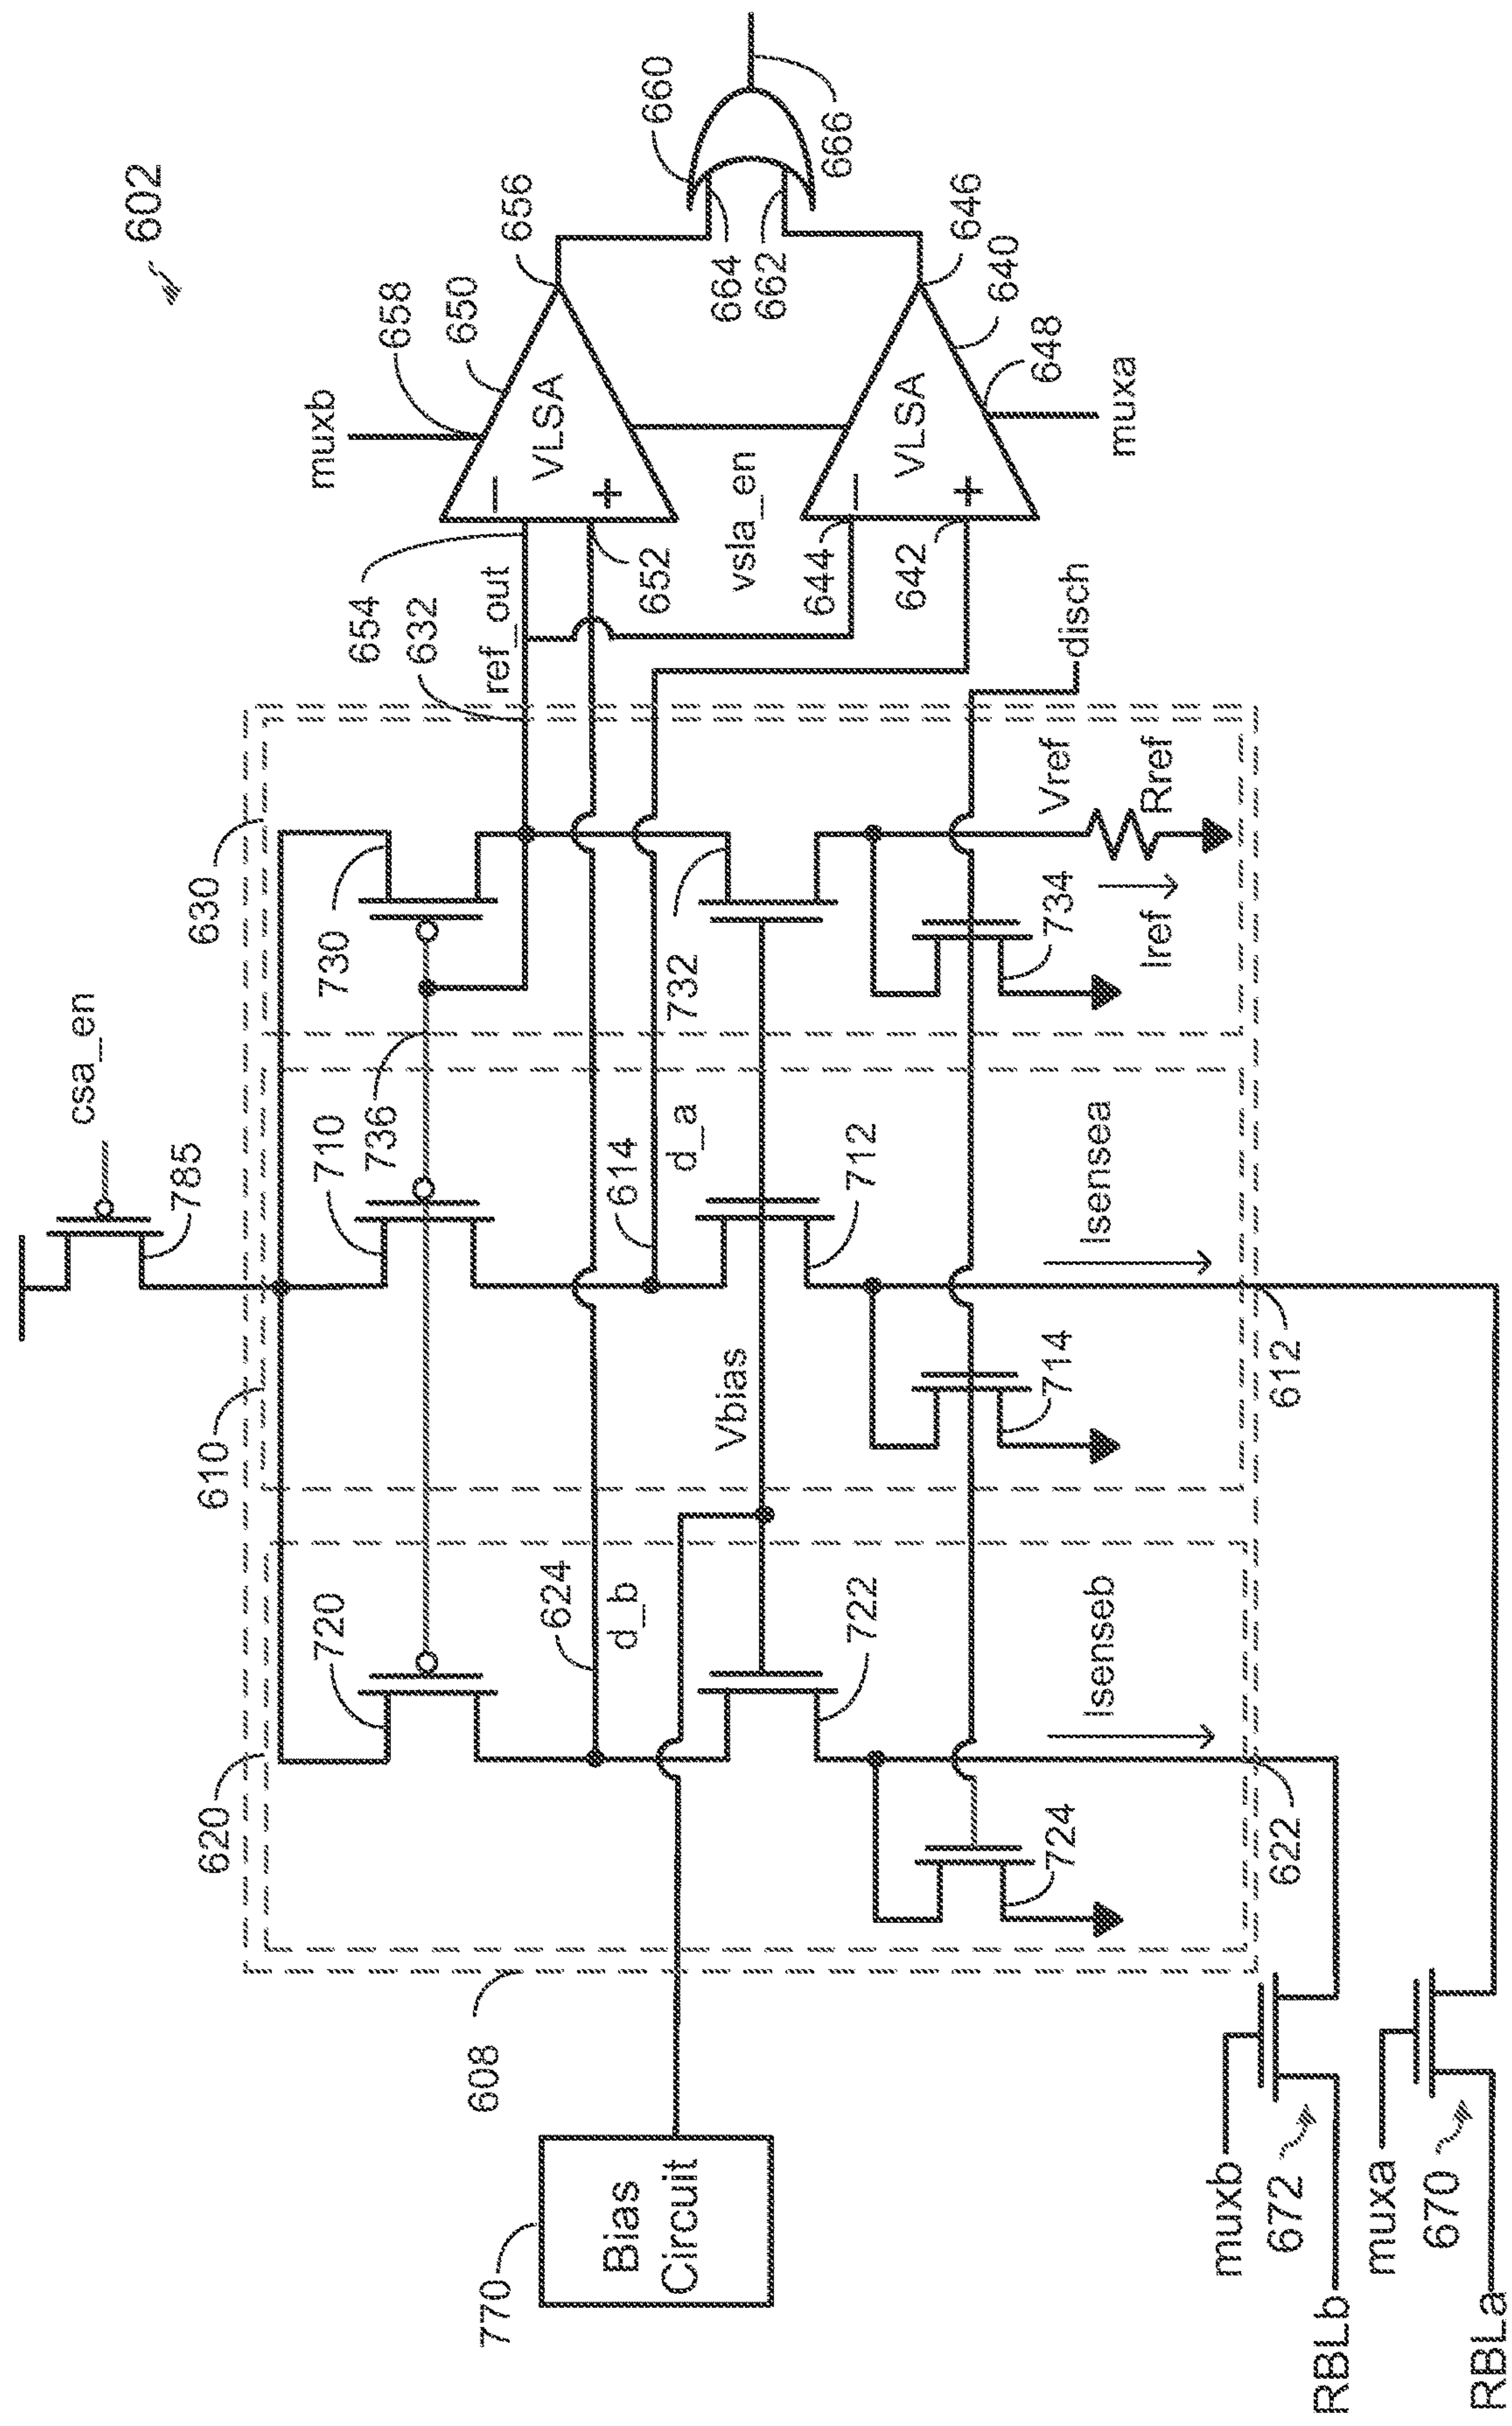 602
csa_en
785
630
610
620
608
730
736
710
720
654
632
ref_out
muxb
658
650
656
660
666
664
662
VLSA
−
+
652
vsla_en
644
642
VLSA
−
+
646
640
648
muxa
614
d_a
624
d_b
732
712
722
Vbias
disch
Vref
Rref
Iref
734
714
724
Isensea
Isenseb
612
622
770
Bias
Circuit
muxb
672
RBLb
muxa
670
RBLa